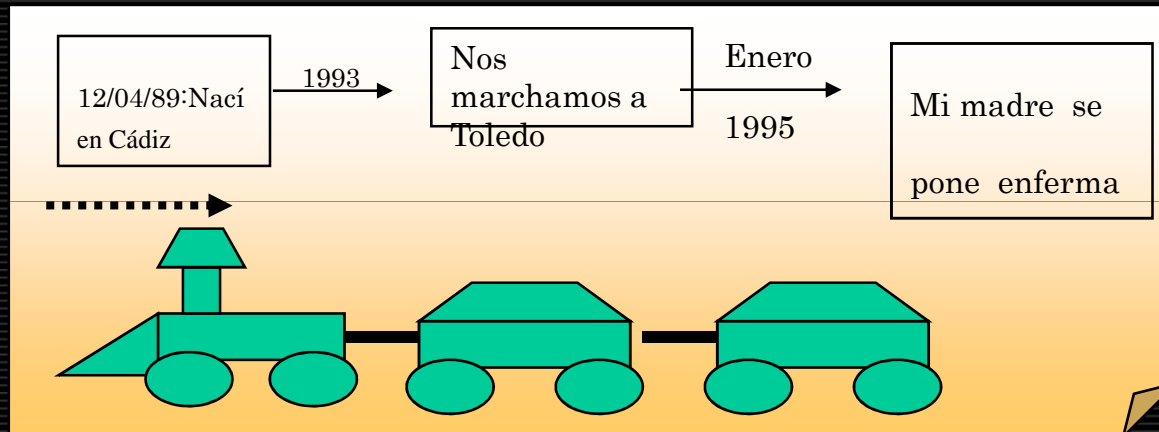 12/04/89:Nací
en Cádiz
1993
Nos
marchamos a
Toledo
Enero
1995
Mi madre se
pone enferma